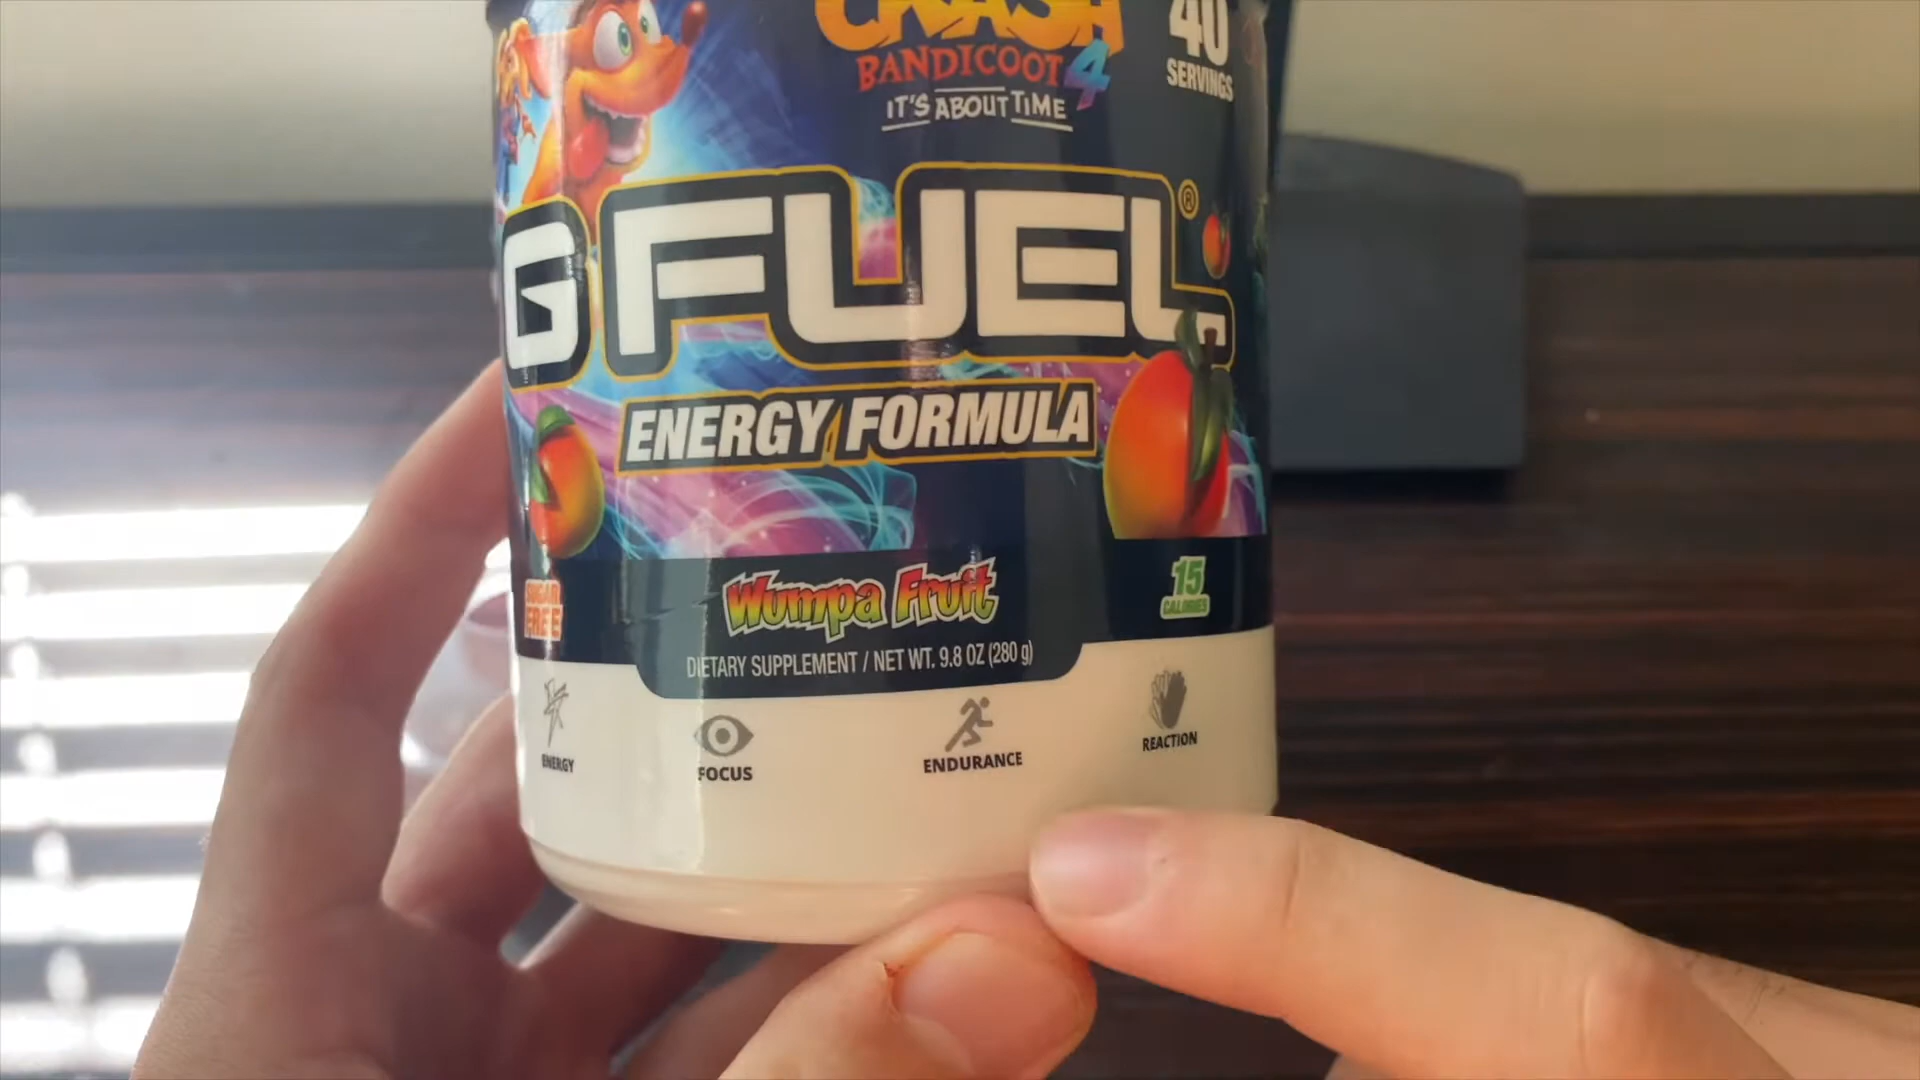 CRASH
BANDICOOT 4
IT'S ABOUT TIME
40
SERVINGS
G FUEL®
ENERGY FORMULA
SUGAR
FREE
Wumpa Fruit
15
CALORIES
DIETARY SUPPLEMENT / NET WT. 9.8 OZ (280 g)
ENERGY
FOCUS
ENDURANCE
REACTION